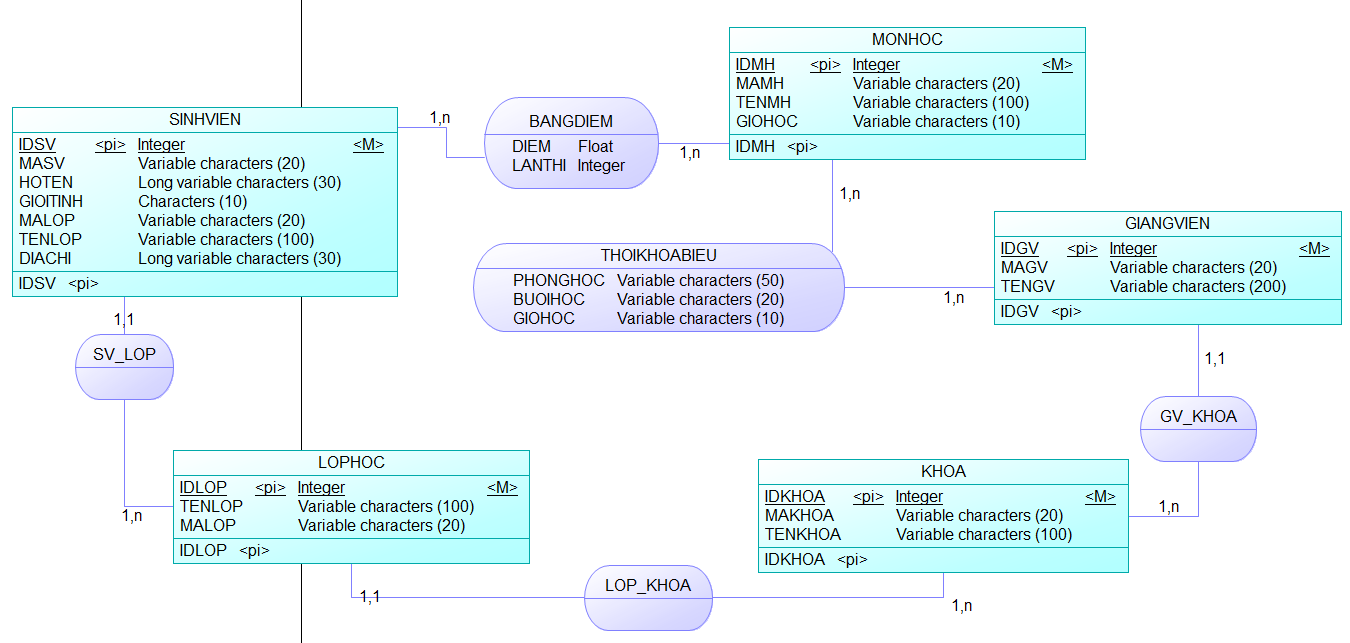 MONHOC
IDMH <pi> Integer <M>
MAMH Variable characters (20)
TENMH Variable characters (100)
GIOHOC Variable characters (10)
IDMH <pi>
SINHVIEN
IDSV <pi> Integer <M>
MASV Variable characters (20)
HOTEN Long variable characters (30)
GIOITINH Characters (10)
MALOP Variable characters (20)
TENLOP Variable characters (100)
DIACHI Long variable characters (30)
IDSV <pi>
1,n
BANGDIEM
DIEM Float
LANTHI Integer
1,n
1,n
THOIKHOABIEU
PHONGHOC Variable characters (50)
BUOIHOC Variable characters (20)
GIOHOC Variable characters (10)
1,n
GIANGVIEN
IDGV <pi> Integer <M>
MAGV Variable characters (20)
TENGV Variable characters (200)
IDGV <pi>
1,1
SV_LOP
1,n
1,1
GV_KHOA
1,n
LOPHOC
IDLOP <pi> Integer <M>
TENLOP Variable characters (100)
MALOP Variable characters (20)
IDLOP <pi>
KHOA
IDKHOA <pi> Integer <M>
MAKHOA Variable characters (20)
TENKHOA Variable characters (100)
IDKHOA <pi>
1,1
LOP_KHOA
1,n